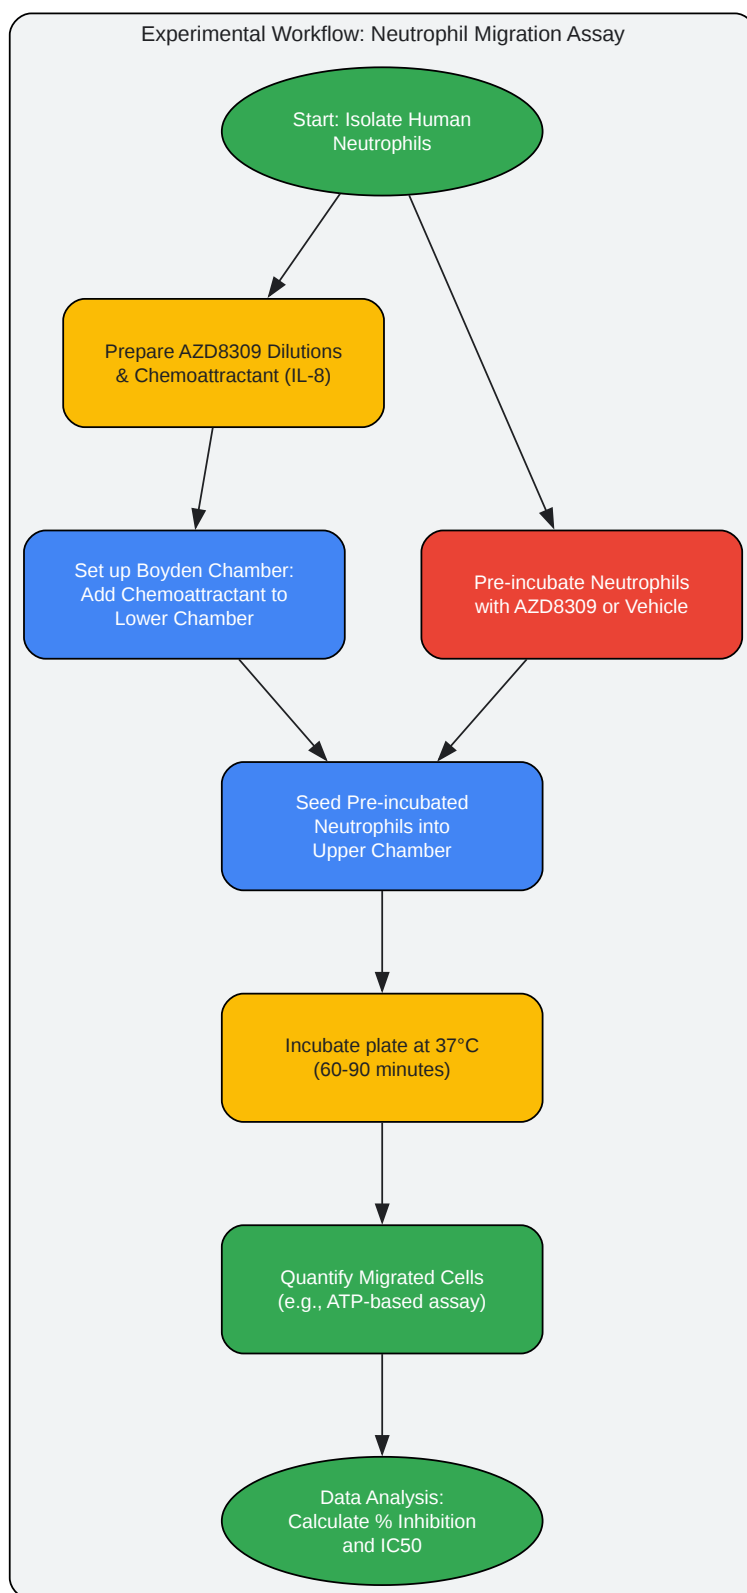 Experimental Workflow: Neutrophil Migration Assay
Start: Isolate Human
Neutrophils
Prepare AZD8309 Dilutions
& Chemoattractant (IL-8)
Set up Boyden Chamber:
Add Chemoattractant to
Lower Chamber
Pre-incubate Neutrophils
with AZD8309 or Vehicle
Seed Pre-incubated
Neutrophils into
Upper Chamber
Incubate plate at 37°C
(60-90 minutes)
Quantify Migrated Cells
(e.g., ATP-based assay)
Data Analysis:
Calculate % Inhibition
and IC50